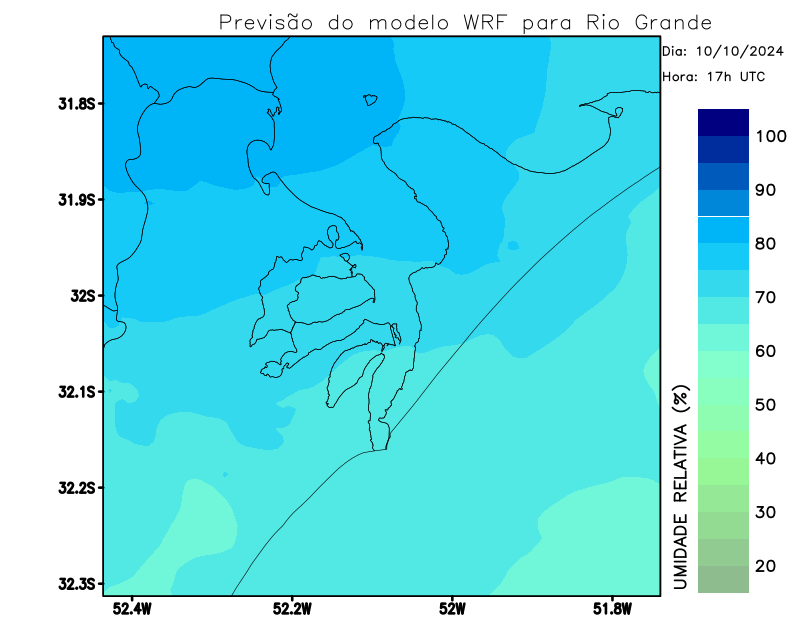 Previsão do modelo WRF para Rio Grande
Dia: 10/10/2024
Hora: 17h UTC
31.8S
31.9S
32S
32.1S
32.2S
32.3S
52.4W
52.2W
52W
51.8W
100
90
80
70
60
50
40
30
20
UMIDADE RELATIVA (%)